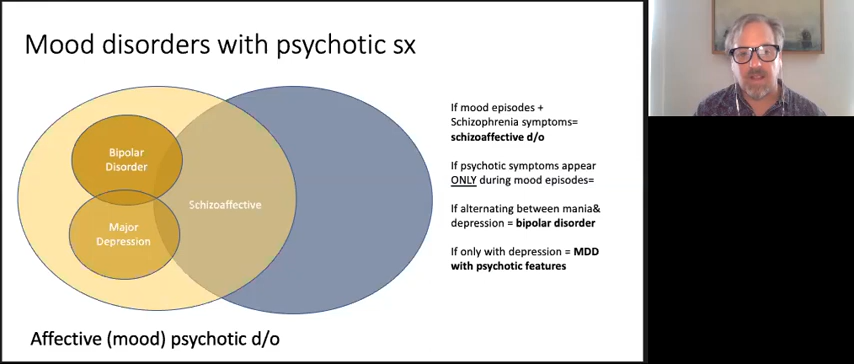 Mood disorders with psychotic sx
Bipolar
Disorder
Major
Depression
Schizoaffective
If mood episodes +
Schizophrenia symptoms=
schizoaffective d/o
If psychotic symptoms appear
ONLY during mood episodes=
If alternating between mania&
depression = bipolar disorder
If only with depression = MDD
with psychotic features
Affective (mood) psychotic d/o